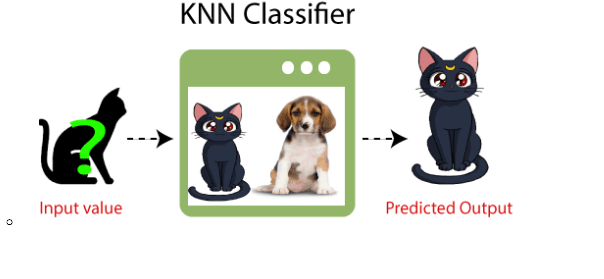 KNN Classifier
?
Input value
Predicted Output